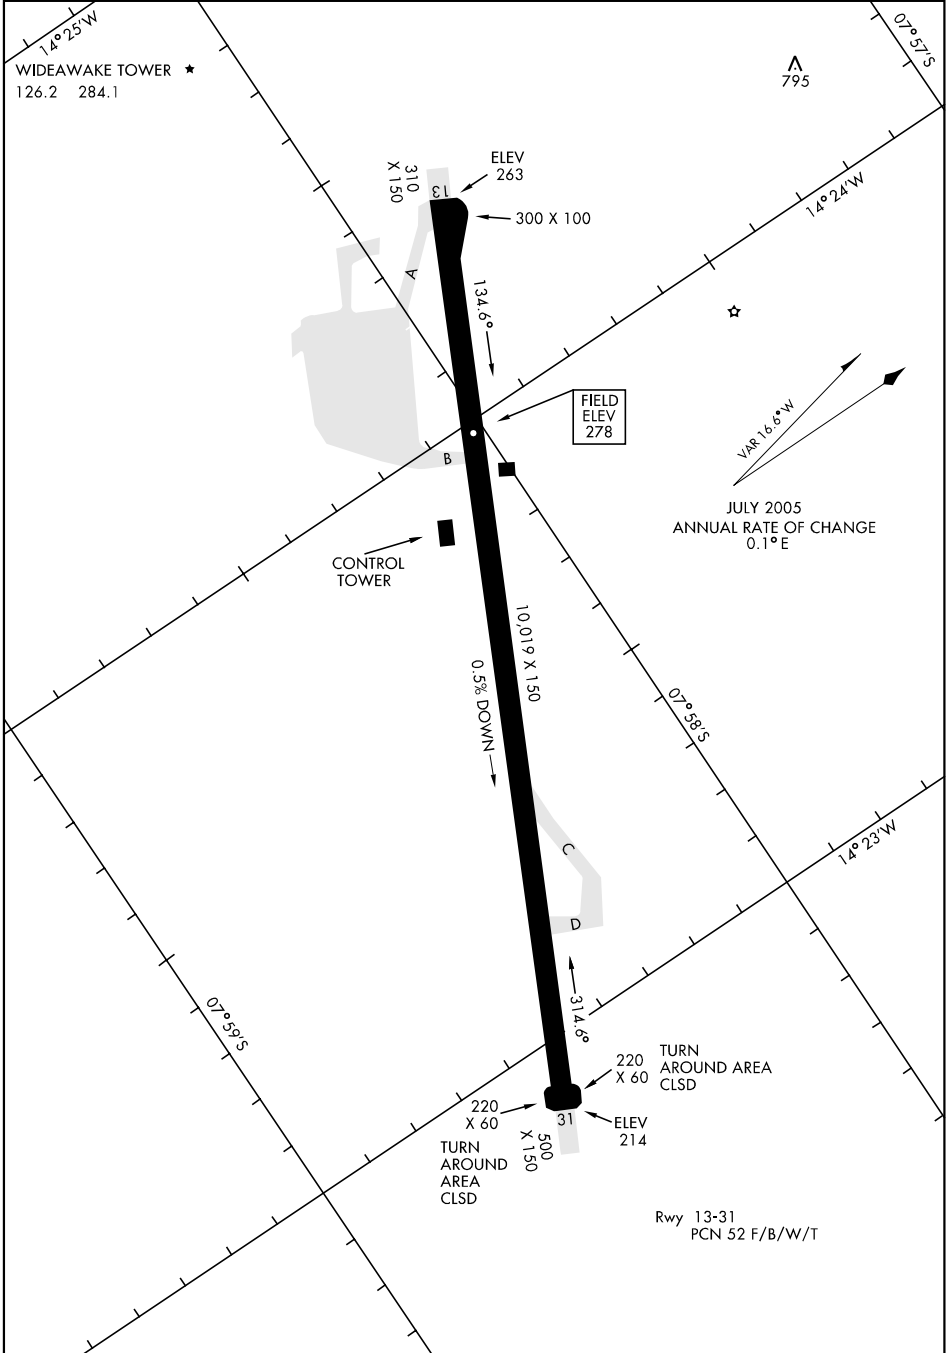 14°25'W
07°57'S
WIDEAWAKE TOWER
126.2 284.1
795
310
X 150
13
ELEV
263
300 X 100
14°24'W
A
134.6°
FIELD
ELEV
278
B
VAR 16.6°W
JULY 2005
ANNUAL RATE OF CHANGE
0.1°E
CONTROL
TOWER
10,019 X 150
0.5% DOWN
07°58'S
C
14°23'W
D
314.6°
07°59'S
220
X 60
TURN
AROUND AREA
CLSD
220
X 60
31
ELEV
214
500
X 150
TURN
AROUND
AREA
CLSD
Rwy 13-31
PCN 52 F/B/W/T